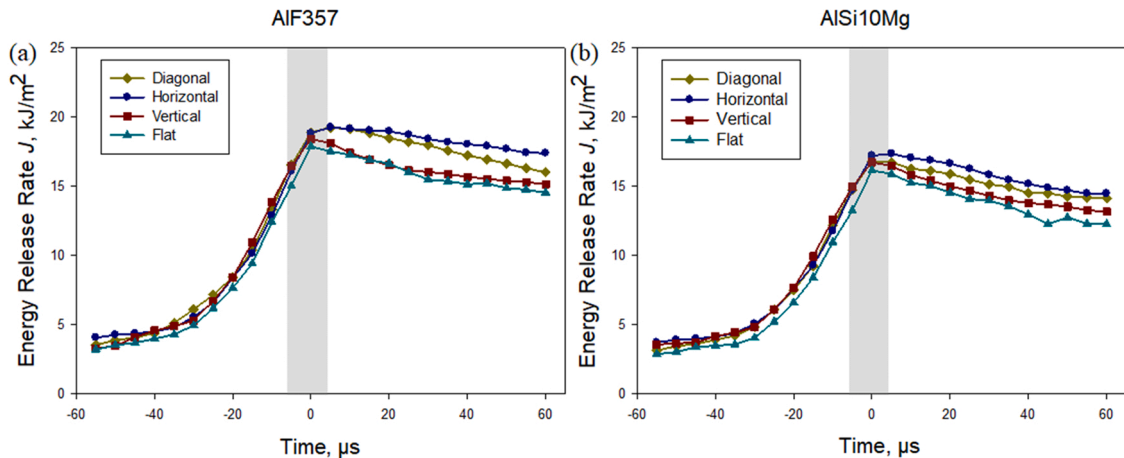 AlF357
AlSi10Mg
(a)
25
20
15
10
5
0
Energy Release Rate J, kJ/m²
Diagonal
Horizontal
Vertical
Flat
-60 -40 -20 0 20 40 60
Time, µs
(b)
25
20
15
10
5
0
Energy Release Rate J, kJ/m²
Diagonal
Horizontal
Vertical
Flat
-60 -40 -20 0 20 40 60
Time, µs